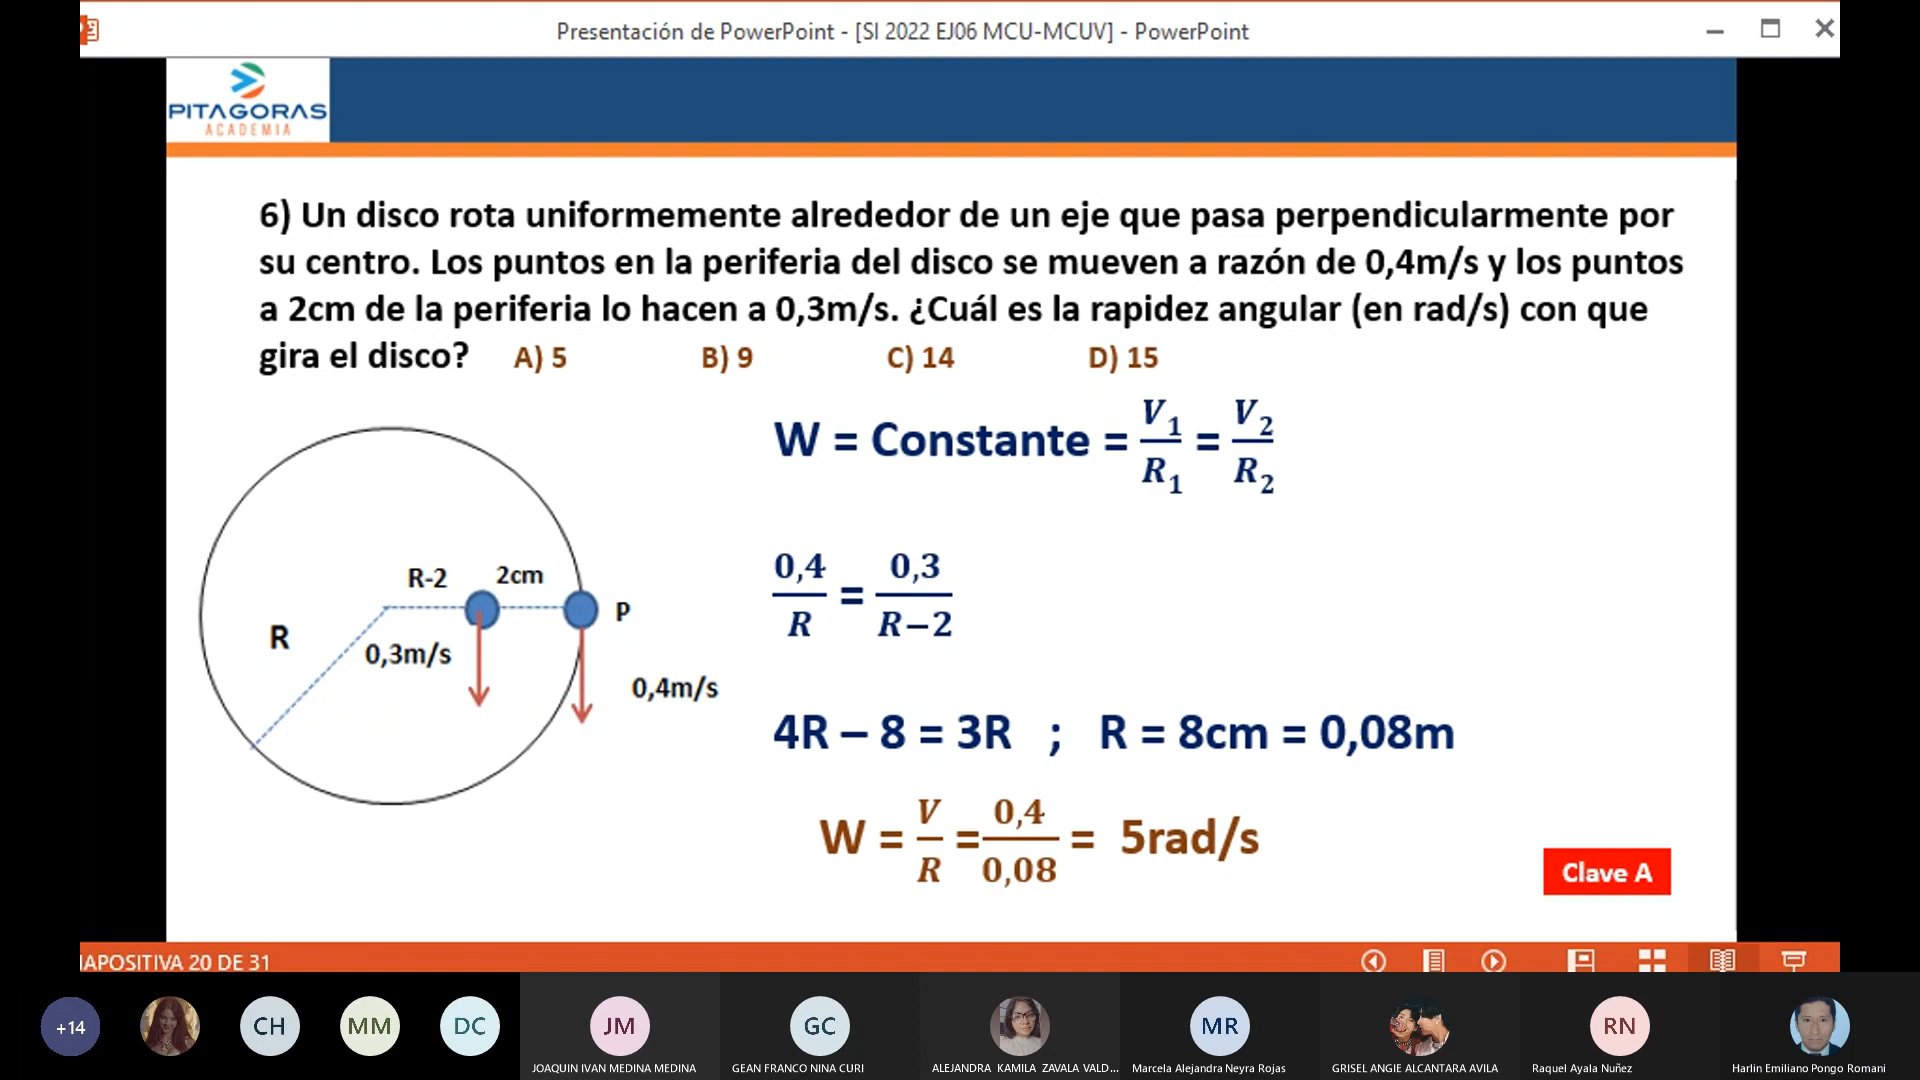 Presentación de PowerPoint - [SI 2022 EJ06 MCU-MCUV] - PowerPoint
PITAGORAS
ACADEMIA
6) Un disco rota uniformemente alrededor de un eje que pasa perpendicularmente por
su centro. Los puntos en la periferia del disco se mueven a razón de 0,4m/s y los puntos
a 2cm de la periferia lo hacen a 0,3m/s. ¿Cuál es la rapidez angular (en rad/s) con que
gira el disco? A) 5 B) 9 C) 14 D) 15
W = Constante = V₁/R₁ = V₂/R₂
0,4/R = 0,3/R−2
R-2 2cm
P
R
0,3m/s
0,4m/s
4R – 8 = 3R ; R = 8cm = 0,08m
W = V/R = 0,4/0,08 = 5rad/s
Clave A
IAPOSITIVA 20 DE 31
+14 CH MM DC JM GC MR RN
JOAQUIN IVAN MEDINA MEDINA GEAN FRANCO NINA CURI ALEJANDRA KAMILA ZAVALA VALD... Marcela Alejandra Neyra Rojas GRISEL ANGIE ALCANTARA AVILA Raquel Ayala Nuñez Harlin Emiliano Pongo Romani